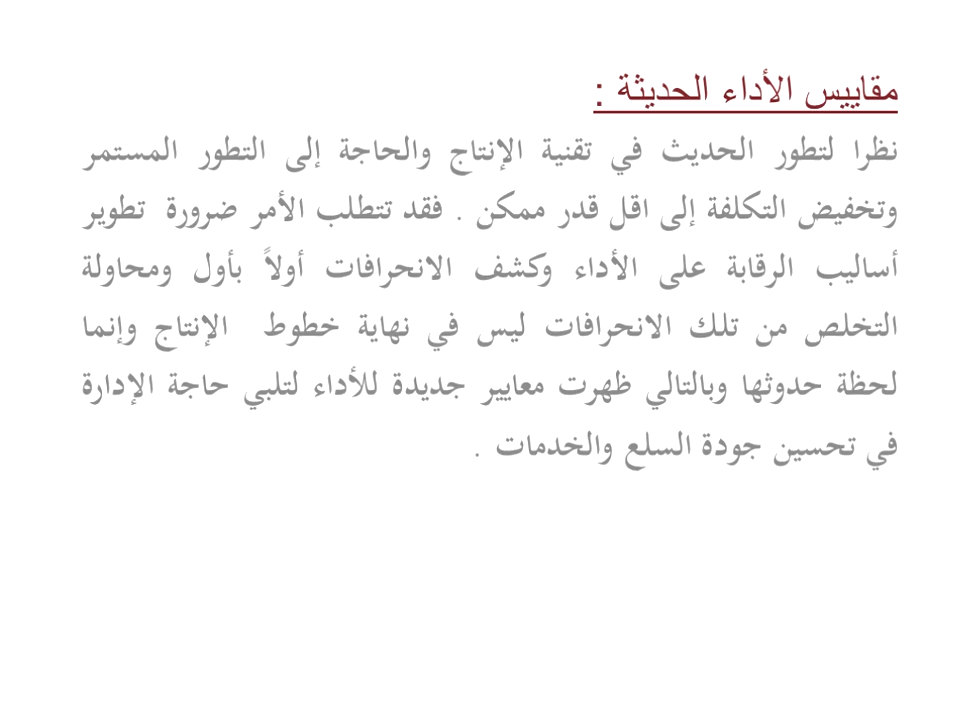 مقاييس الأداء الحديثة :
نظرا لتطور الحديث في تقنية الإنتاج والحاجة إلى التطور المستمر
وتخفيض التكلفة إلى اقل قدر ممكن . فقد تتطلب الأمر ضرورة تطوير
أساليب الرقابة على الأداء وكشف الانحرافات أولاً بأول ومحاولة
التخلص من تلك الانحرافات ليس في نهاية خطوط الإنتاج وإنما
لحظة حدوثها وبالتالي ظهرت معايير جديدة للأداء لتلبي حاجة الإدارة
في تحسين جودة السلع والخدمات .